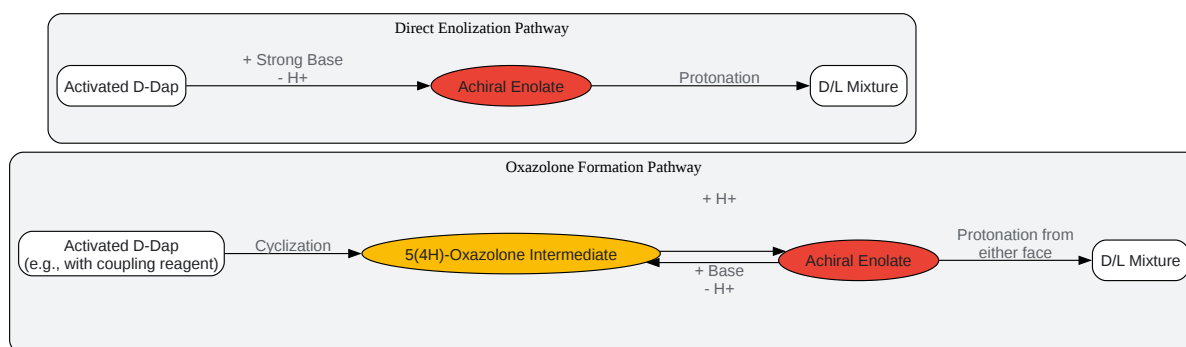 Direct Enolization Pathway
Activated D-Dap
+ Strong Base
- H+
Achiral Enolate
Protonation
D/L Mixture
Oxazolone Formation Pathway
Activated D-Dap
(e.g., with coupling reagent)
Cyclization
5(4H)-Oxazolone Intermediate
+ H+
+ Base
- H+
Achiral Enolate
Protonation from
either face
D/L Mixture